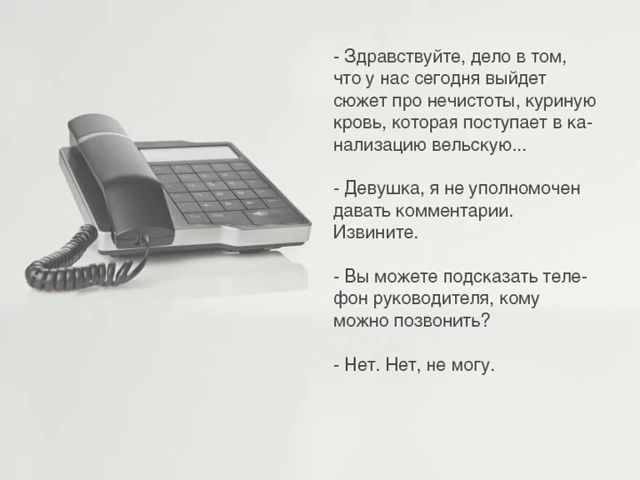 - Здравствуйте, дело в том,
что у нас сегодня выйдет
сюжет про нечистоты, куриную
кровь, которая поступает в ка-
нализацию вельскую...
- Девушка, я не уполномочен
давать комментарии.
Извините.
- Вы можете подсказать теле-
фон руководителя, кому
можно позвонить?
- Нет. Нет, не могу.